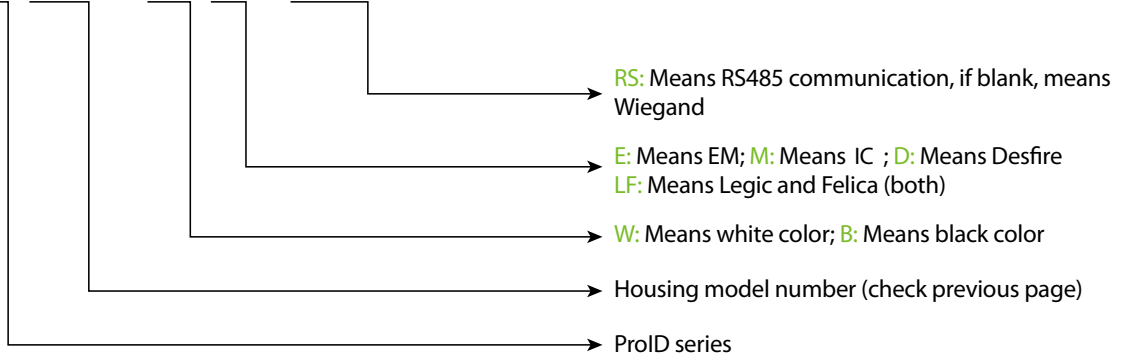 RS: Means RS485 communication, if blank, means
Wiegand
E: Means EM; M: Means IC ; D: Means Desfire
LF: Means Legic and Felica (both)
W: Means white color; B: Means black color
Housing model number (check previous page)
ProID series